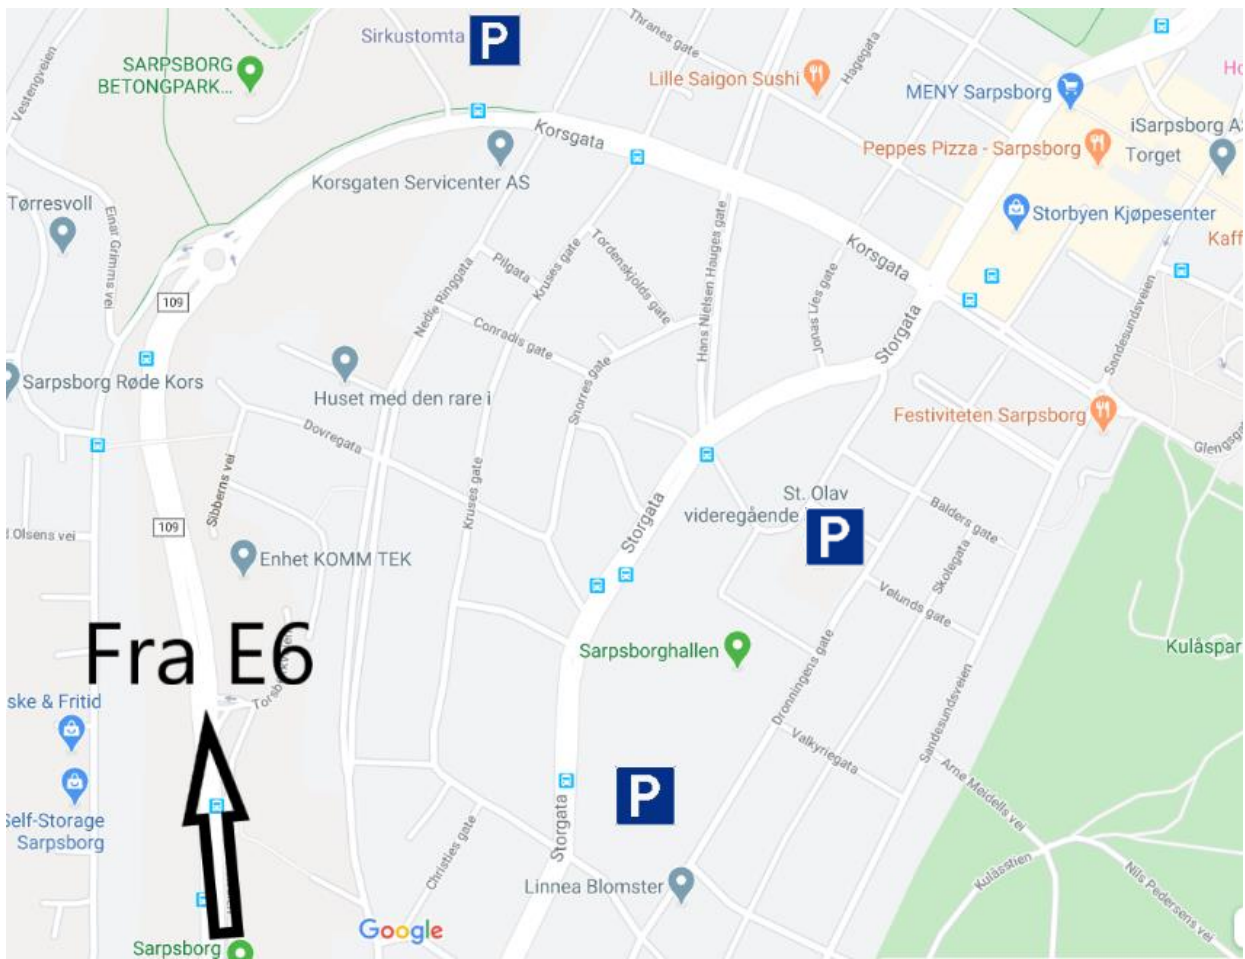 Sirkustomta
P
Thranes gate
Hagegata
Vestengveien
SARPSBORG
BETONGPARK...
Lille Saigon Sushi
MENY Sarpsborg
Korsgata
iSarpsborg
Torget
Peppes Pizza - Sarpsborg
Korsgaten Servicenter AS
Tørresvoll
Einar Grimms vei
Storbyen Kjøpesenter
Kaff
Korsgata
Tordenskjolds gate
Hans Nielsen Hauges gate
Pilgata
Kruses gate
Nedre Ringgata
Jonas Lies gate
Sandesundsveien
109
Conradis gate
Storgata
Sarpsborg Røde Kors
Huset med den rare i
Snorres gate
Festiviteten Sarpsborg
Dovregata
Glengsga
Sibberns vei
Kruses gate
St. Olav
videregående
P
Balders gate
109
Storgata
Olsens vei
Enhet KOMM TEK
Skolegata
Vølunds gate
Fra E6
Sarpsborghallen
Kulåspar
Torsb
ske & Fritid
Dronningens gate
Sandesundsveien
Valkyriegata
P
Arne Meidells vei
Self-Storage
Sarpsborg
Storgata
Christies gate
Kulåsstien
Nils Pedersens vei
Linnea Blomster
Google
Sarpsborg